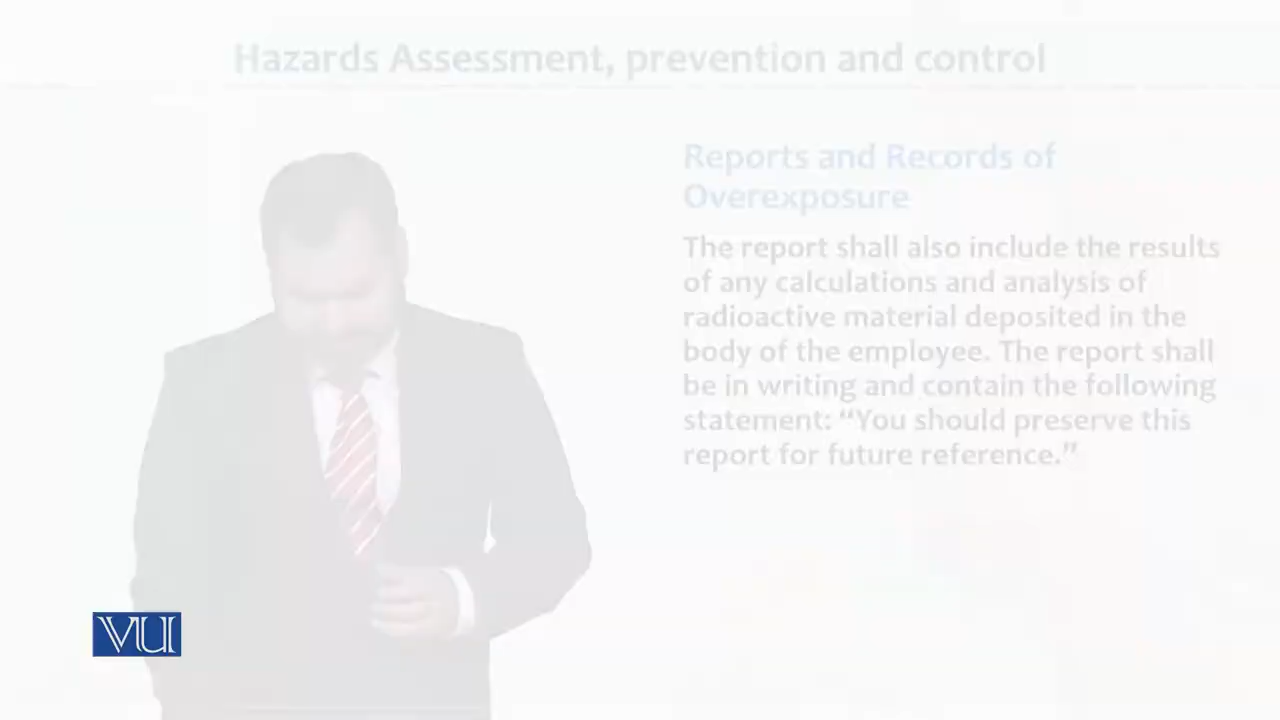 Hazards Assessment, prevention and control
Reports and Records of
Overexposure
The report shall also include the results
of any calculations and analysis of
radioactive material deposited in the
body of the employee. The report shall
be in writing and contain the following
statement: “You should preserve this
report for future reference.”
VU